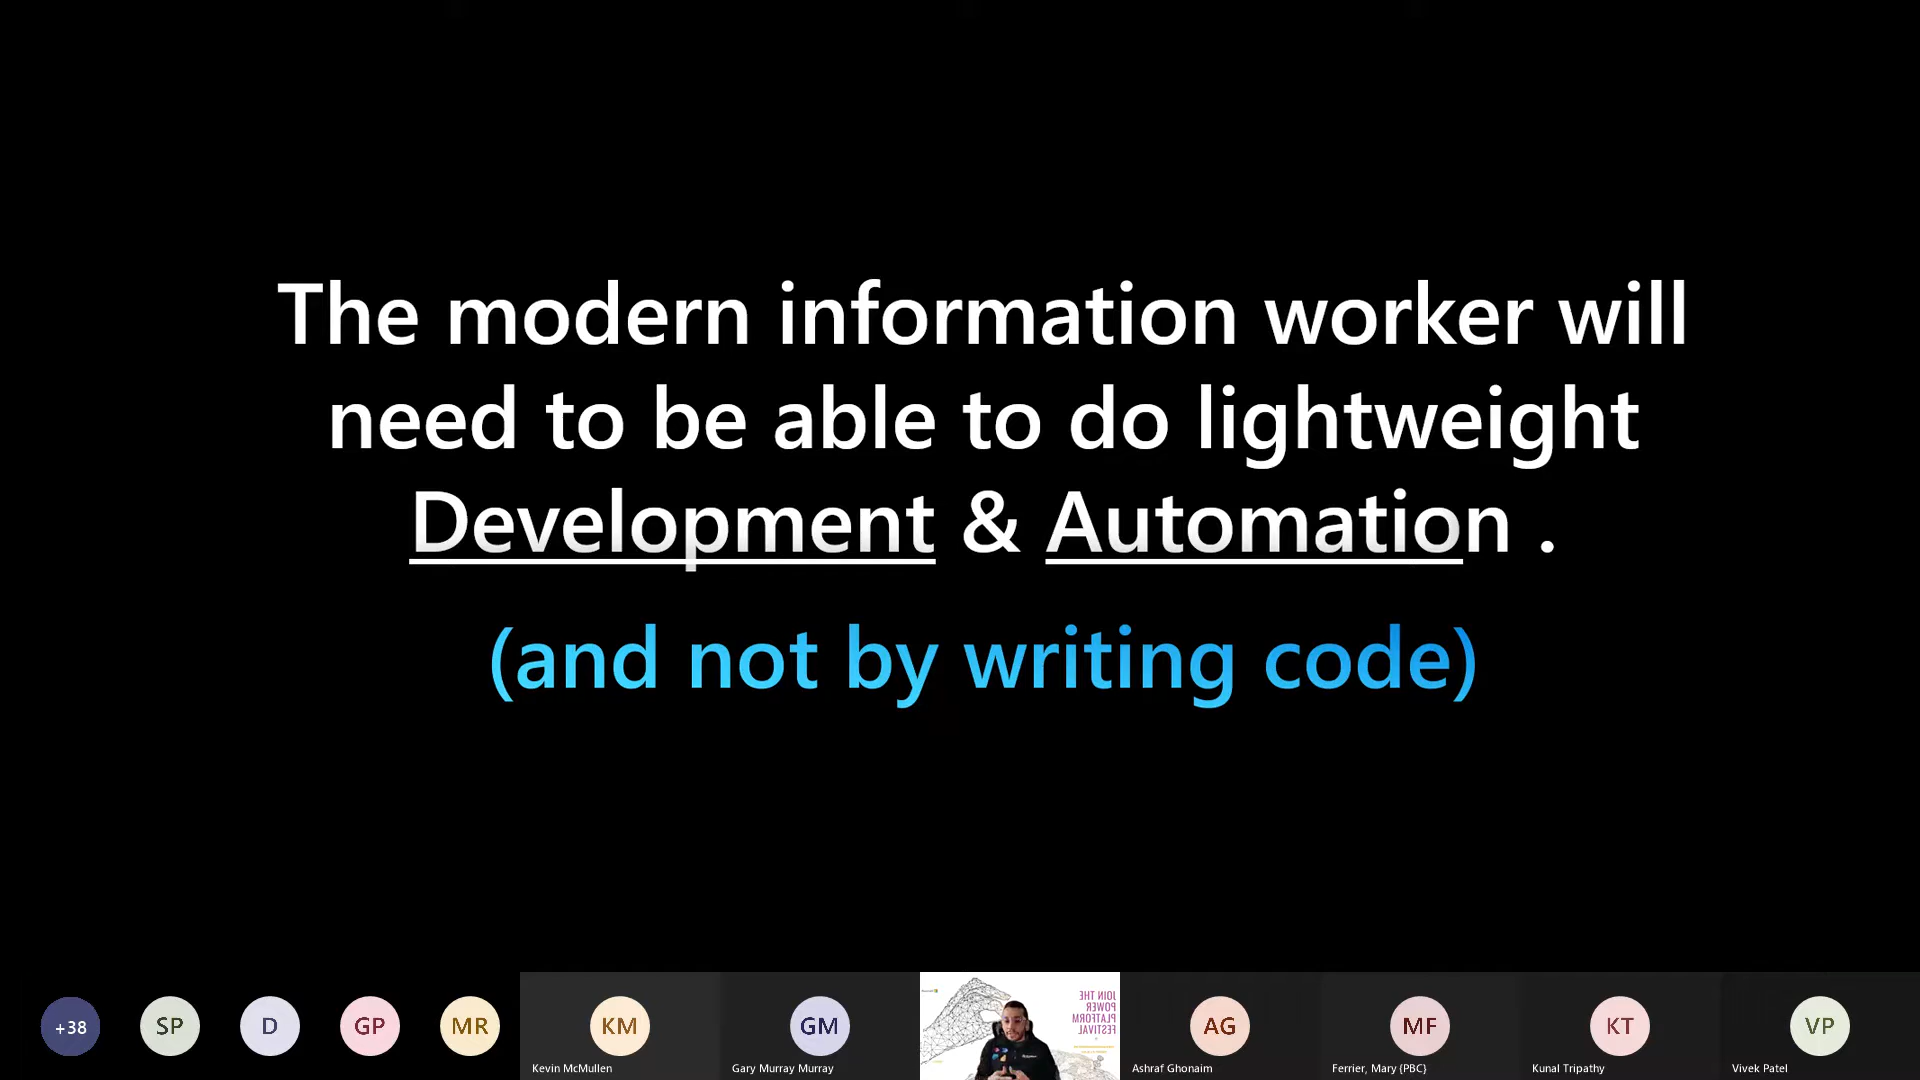 The modern information worker will
need to be able to do lightweight
Development & Automation .
(and not by writing code)
+38
SP
D
GP
MR
KM
Kevin McMullen
GM
Gary Murray Murray
JOIN THE
POWER
PLATFORM
FESTIVAL
AG
Ashraf Ghonaim
MF
Ferrier, Mary (PBC)
KT
Kunal Tripathy
VP
Vivek Patel